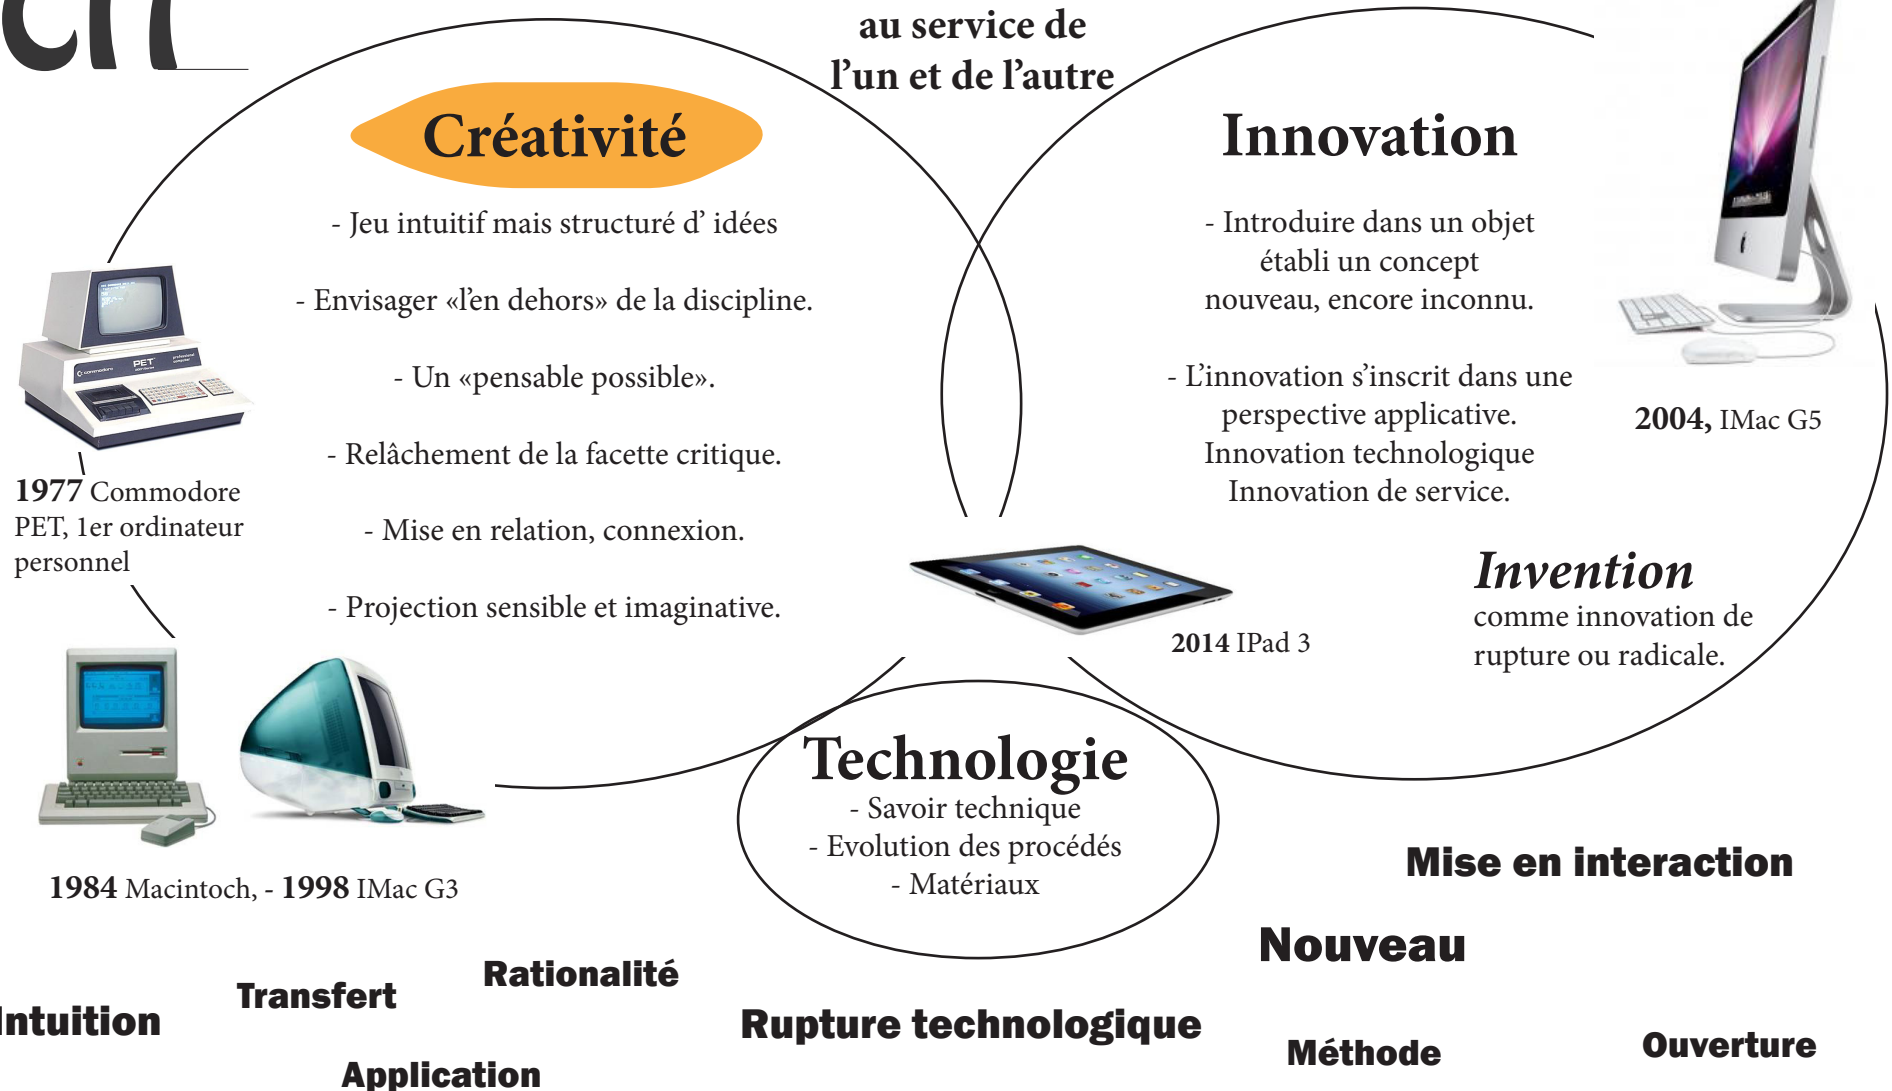 au service de
l'un et de l'autre
Créativité
- Jeu intuitif mais structuré d' idées
- Envisager «l'en dehors» de la discipline.
- Un «pensable possible».
- Relâchement de la facette critique.
- Mise en relation, connexion.
- Projection sensible et imaginative.
Innovation
- Introduire dans un objet
établi un concept
nouveau, encore inconnu.
- L'innovation s'inscrit dans une
perspective applicative.
Innovation technologique
Innovation de service.
2004, IMac G5
Invention
comme innovation de
rupture ou radicale.
PET
commodore
1977 Commodore
PET, 1er ordinateur
personnel
2014 IPad 3
1984 Macintoch, - 1998 IMac G3
Technologie
- Savoir technique
- Evolution des procédés
- Matériaux
Mise en interaction
Nouveau
Rationalité
Transfert
Intuition
Rupture technologique
Méthode
Ouverture
Application